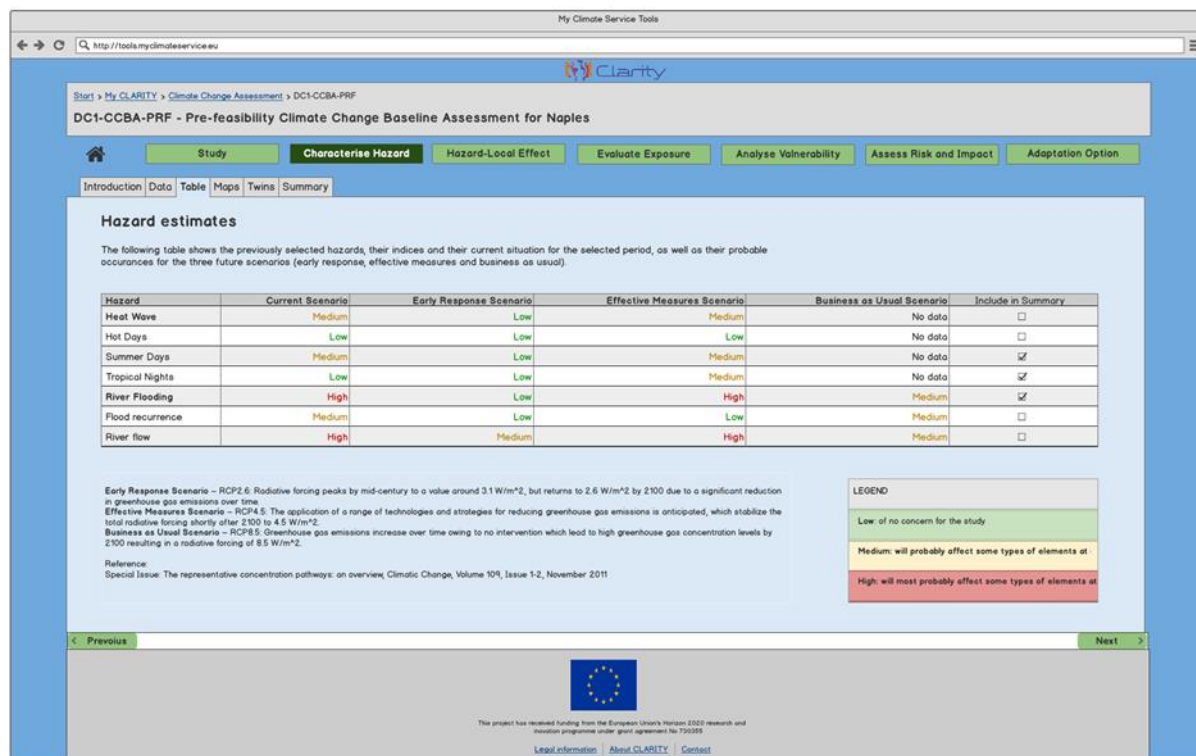 My Climate Service Tools
http://tools.myclimateservice.eu
Clarity
Start > My CLARITY > Climate Change Assessment > DC1-CCBA-PRF
DC1-CCBA-PRF - Pre-feasibility Climate Change Baseline Assessment for Naples
Study Characterise Hazard Hazard-Local Effect Evaluate Exposure Analyse Valnerability Assess Risk and Impact Adaptation Option
Introduction Data Table Maps Twins Summary
Hazard estimates
The following table shows the previously selected hazards, their indices and their current situation for the selected period, as well as their probable
occurances for the three future scenarios (early response, effective measures and business as usual).
Hazard Current Scenario Early Response Scenario Effective Measures Scenario Business as Usual Scenario Include in Summary
Heat Wave Medium Low Medium No data
Hot Days Low Low Low No data
Summer Days Medium Low Medium No data
Tropical Nights Low Low Medium No data
River Flooding High Low High Medium
Flood recurrence Medium Low Low Medium
River flow High Medium High Medium
Early Response Scenario – RCP2.6: Radiative forcing peaks by mid-century to a value around 3.1 W/m^2, but returns to 2.6 W/m^2 by 2100 due to a significant reduction
in greenhouse gas emissions over time.
Effective Measures Scenario – RCP4.5: The application of a range of technologies and strategies for reducing greenhouse gas emissions is anticipated, which stabilize the
total radiative forcing shortly after 2100 to 4.5 W/m^2.
Business as Usual Scenario – RCP8.5: Greenhouse gas emissions increase over time owing to no intervention which lead to high greenhouse gas concentration levels by
2100 resulting in a radiative forcing of 8.5 W/m^2.
Reference:
Special Issue: The representative concentration pathways: an overview, Climatic Change, Volume 109, Issue 1-2, November 2011
LEGEND
Low: of no concern for the study
Medium: will probably affect some types of elements at
High: will most probably affect some types of elements at
< Prevoius
Next >
This project has received funding from the European Union's Horizon 2020 research and
inovation programme under grant agreement No 730355
Legal information | About CLARITY | Contact